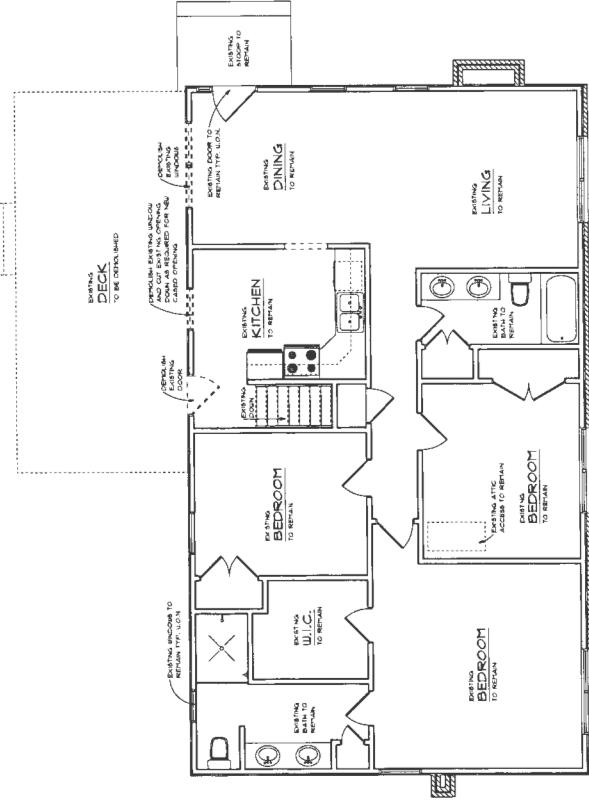 EXISTING
STOOP TO
REMAIN
EXISTING DOOR TO
REMAIN TYP. U.O.N.
DEMOLISH
EXISTING
WINDOWS
EXISTING
DINING
TO REMAIN
EXISTING
LIVING
TO REMAIN
EXISTING
DECK
TO BE DEMOLISHED
DEMOLISH EXISTING WINDOW
AND CUT EXISTING OPENING
DOWN AS REQUIRED FOR NEW
CASED OPENING
EXISTING
KITCHEN
TO REMAIN
EXISTING
BATH TO
REMAIN
DEMOLISH
EXISTING
DOOR
EXISTING
DOWN
EXISTING
BEDROOM
TO REMAIN
EXISTING ATTIC
ACCESS TO REMAIN
EXISTING
BEDROOM
TO REMAIN
EXISTING WINDOWS TO
REMAIN TYP. U.O.N
EXISTING
W.I.C.
TO REMAIN
EXISTING
BEDROOM
TO REMAIN
EXISTING
BATH TO
REMAIN